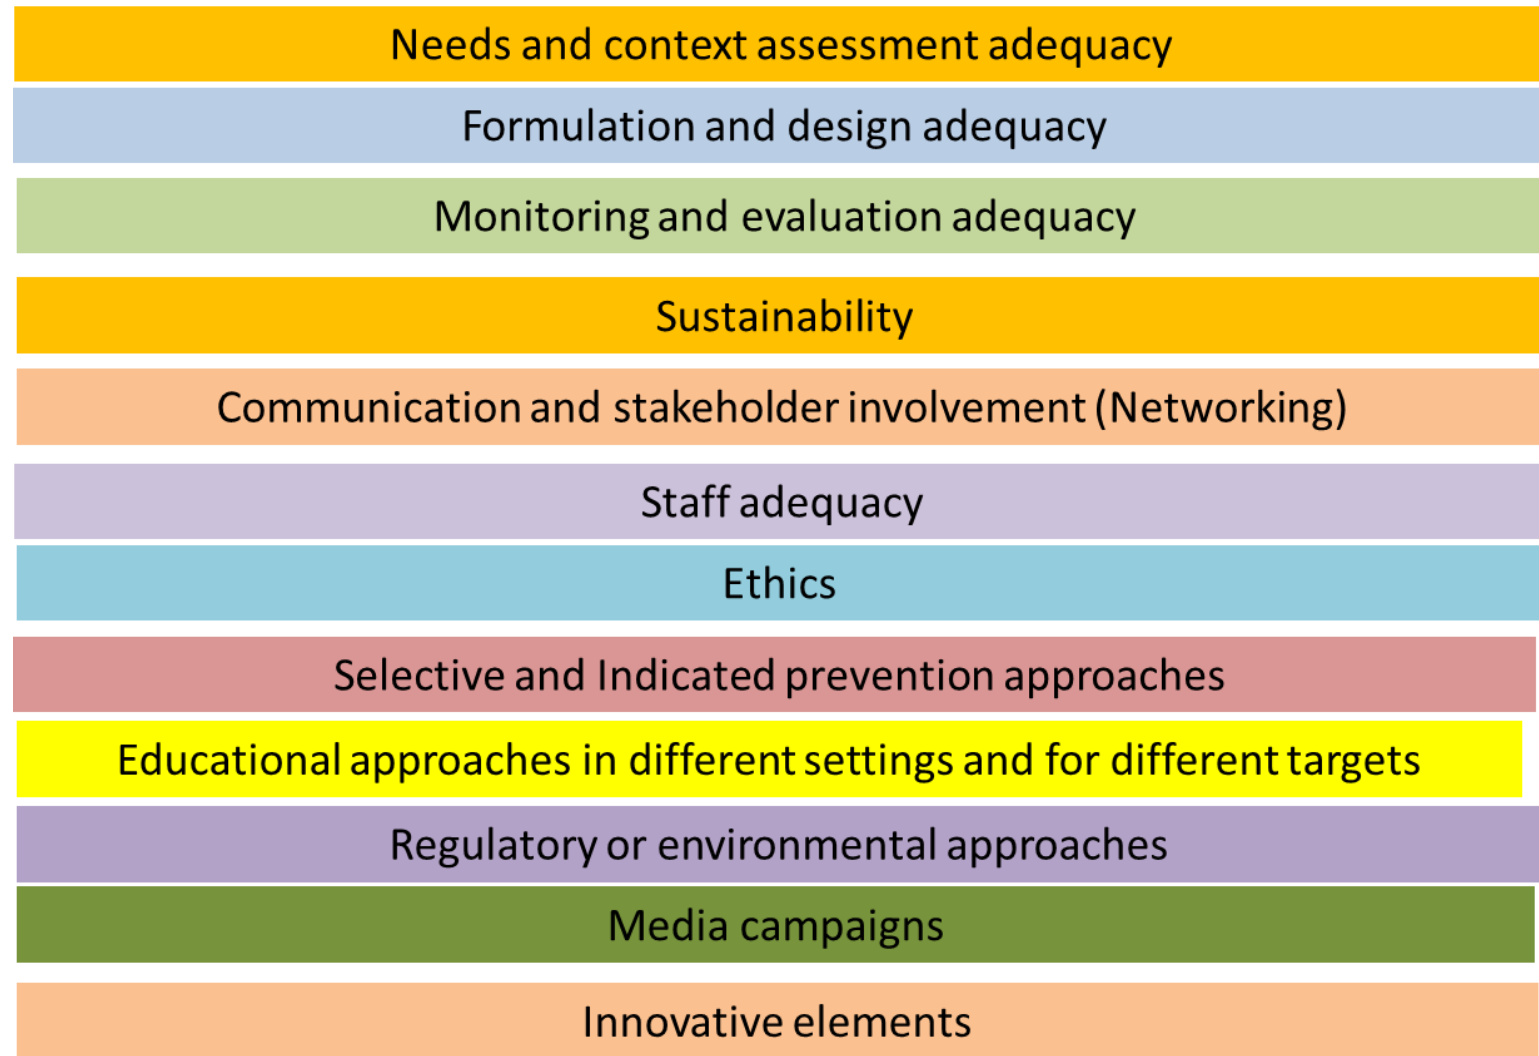 Needs and context assessment adequacy
Formulation and design adequacy
Monitoring and evaluation adequacy
Sustainability
Communication and stakeholder involvement (Networking)
Staff adequacy
Ethics
Selective and Indicated prevention approaches
Educational approaches in different settings and for different targets
Regulatory or environmental approaches
Media campaigns
Innovative elements